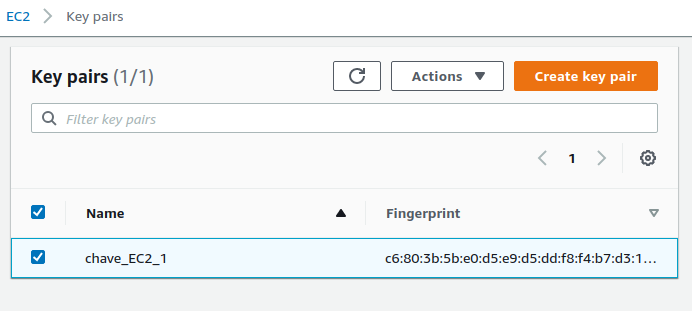 EC2 > Key pairs
Key pairs (1/1) Actions Create key pair
Filter key pairs
1
Name Fingerprint
chave_EC2_1 c6:80:3b:5b:e0:d5:e9:d5:dd:f8:f4:b7:d3:1...